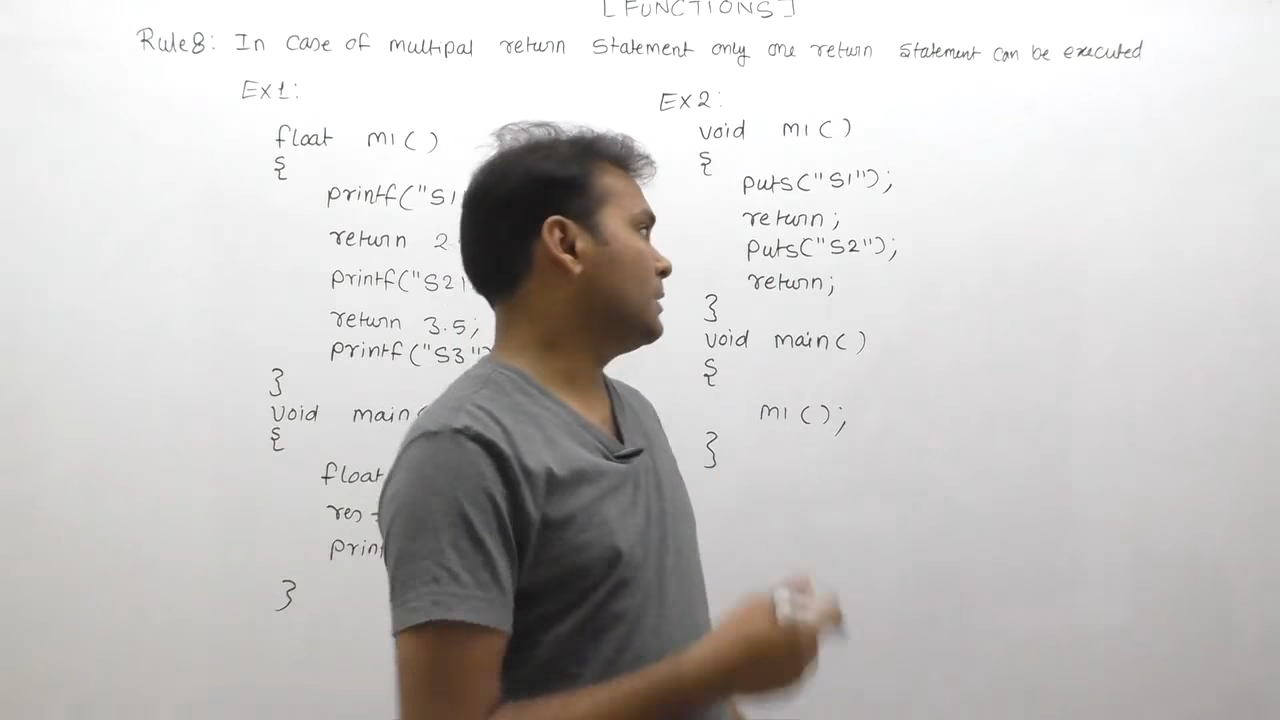 [FUNCTIONS]
Rule8: In case of multipal return statement only one return statement can be executed
Ex1:
float m1()
{
printf("S1
return 2
printf("S2
return 3.5;
printf("S3"
}
void main
{
float
res
print
}
Ex2:
void m1()
{
puts("S1");
return;
puts("S2");
return;
}
void main()
{
m1();
}